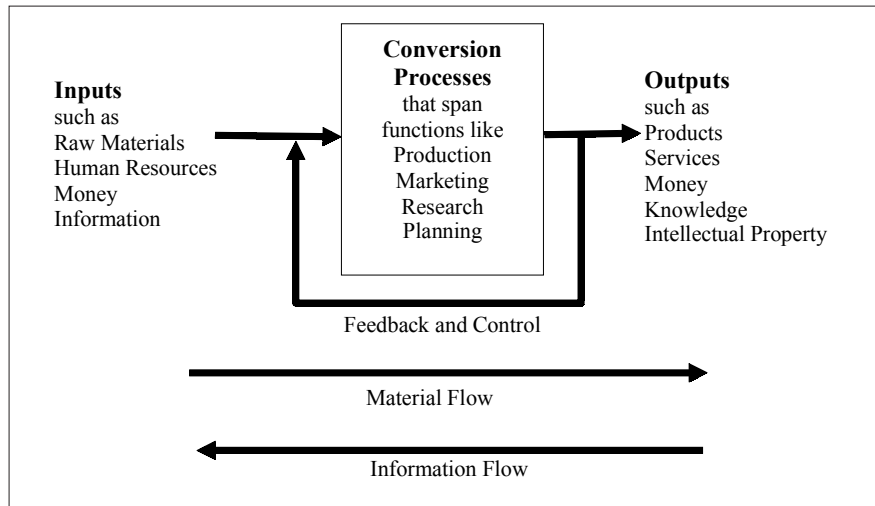 Inputs
such as
Raw Materials
Human Resources
Money
Information
Conversion
Processes
that span
functions like
Production
Marketing
Research
Planning
Outputs
such as
Products
Services
Money
Knowledge
Intellectual Property
Feedback and Control
Material Flow
Information Flow